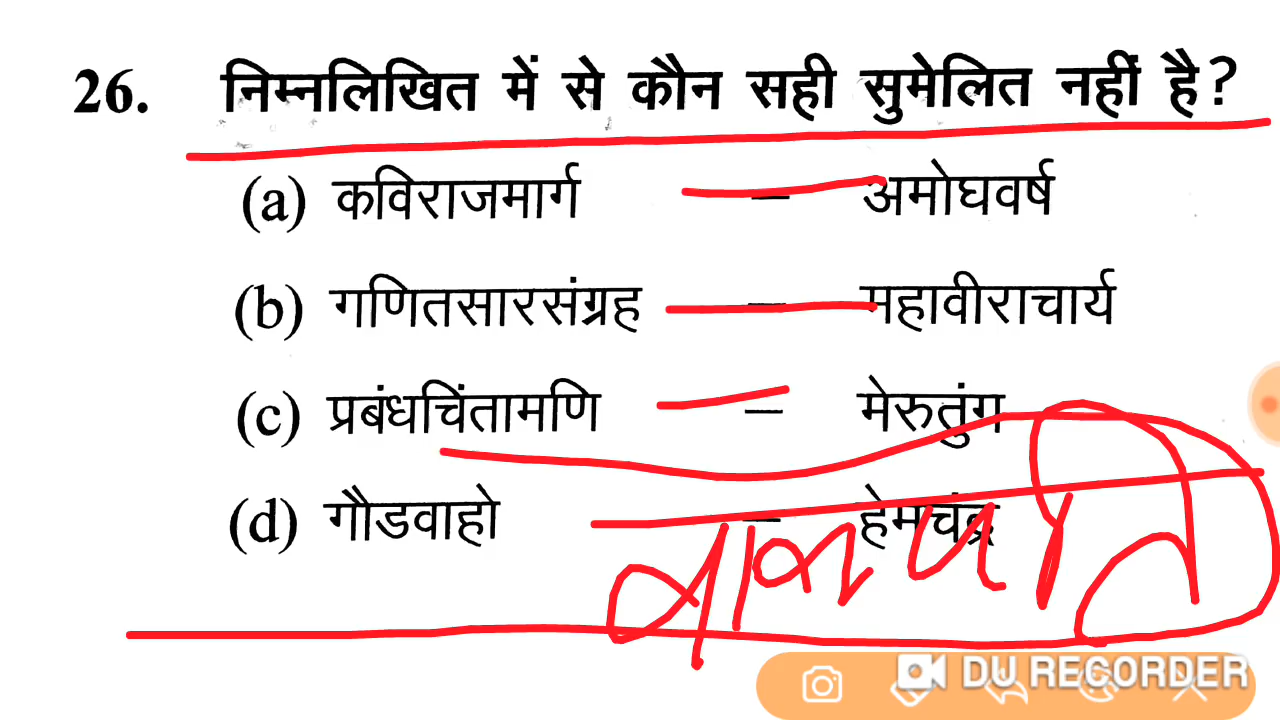 26. निम्नलिखित में से कौन सही सुमेलित नहीं है?
(a) कविराजमार्ग – अमोघवर्ष
(b) गणितसारसंग्रह – महावीराचार्य
(c) प्रबंधचिंतामणि – मेरुतुंग
(d) गौडवाहो – हेमचंद्र
DU RECORDER